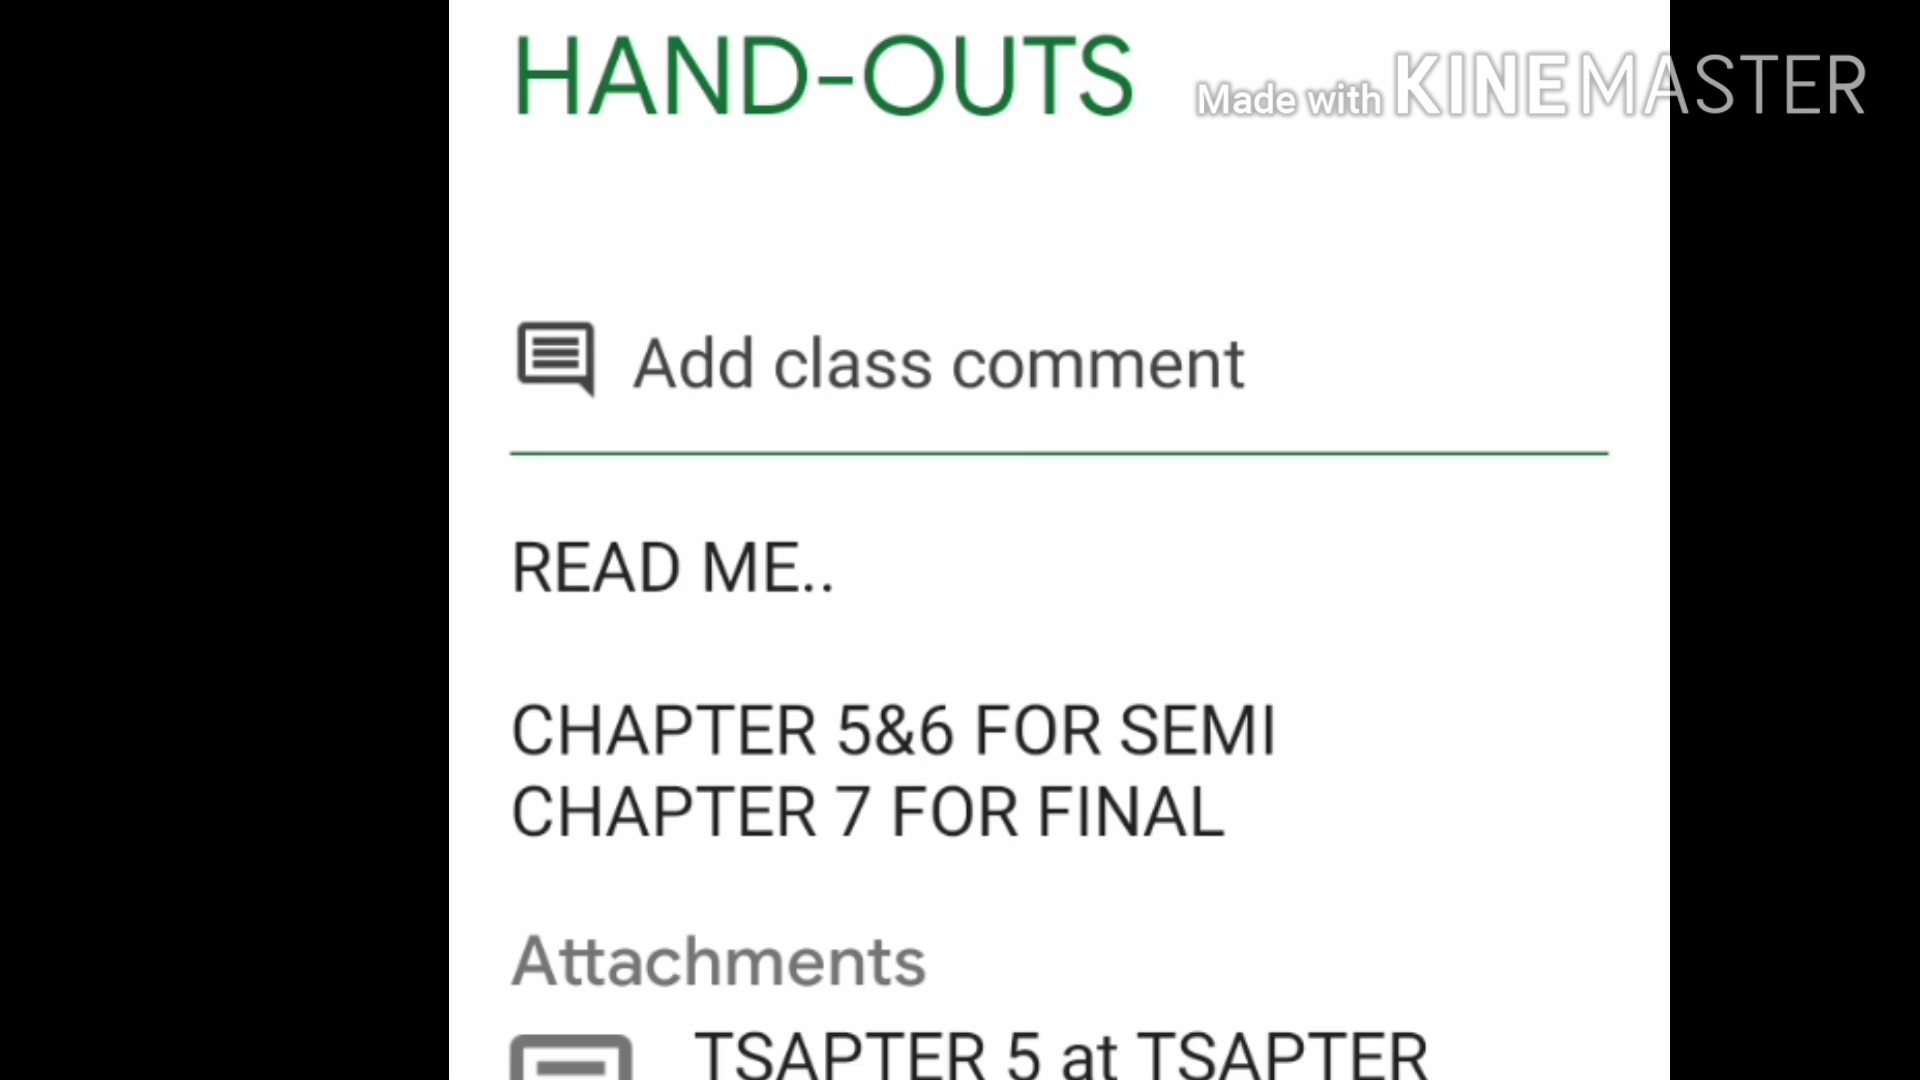 HAND-OUTS
Made with KINEMASTER
Add class comment
READ ME..
CHAPTER 5&6 FOR SEMI
CHAPTER 7 FOR FINAL
Attachments
TSAPTER 5 at TSAPTER